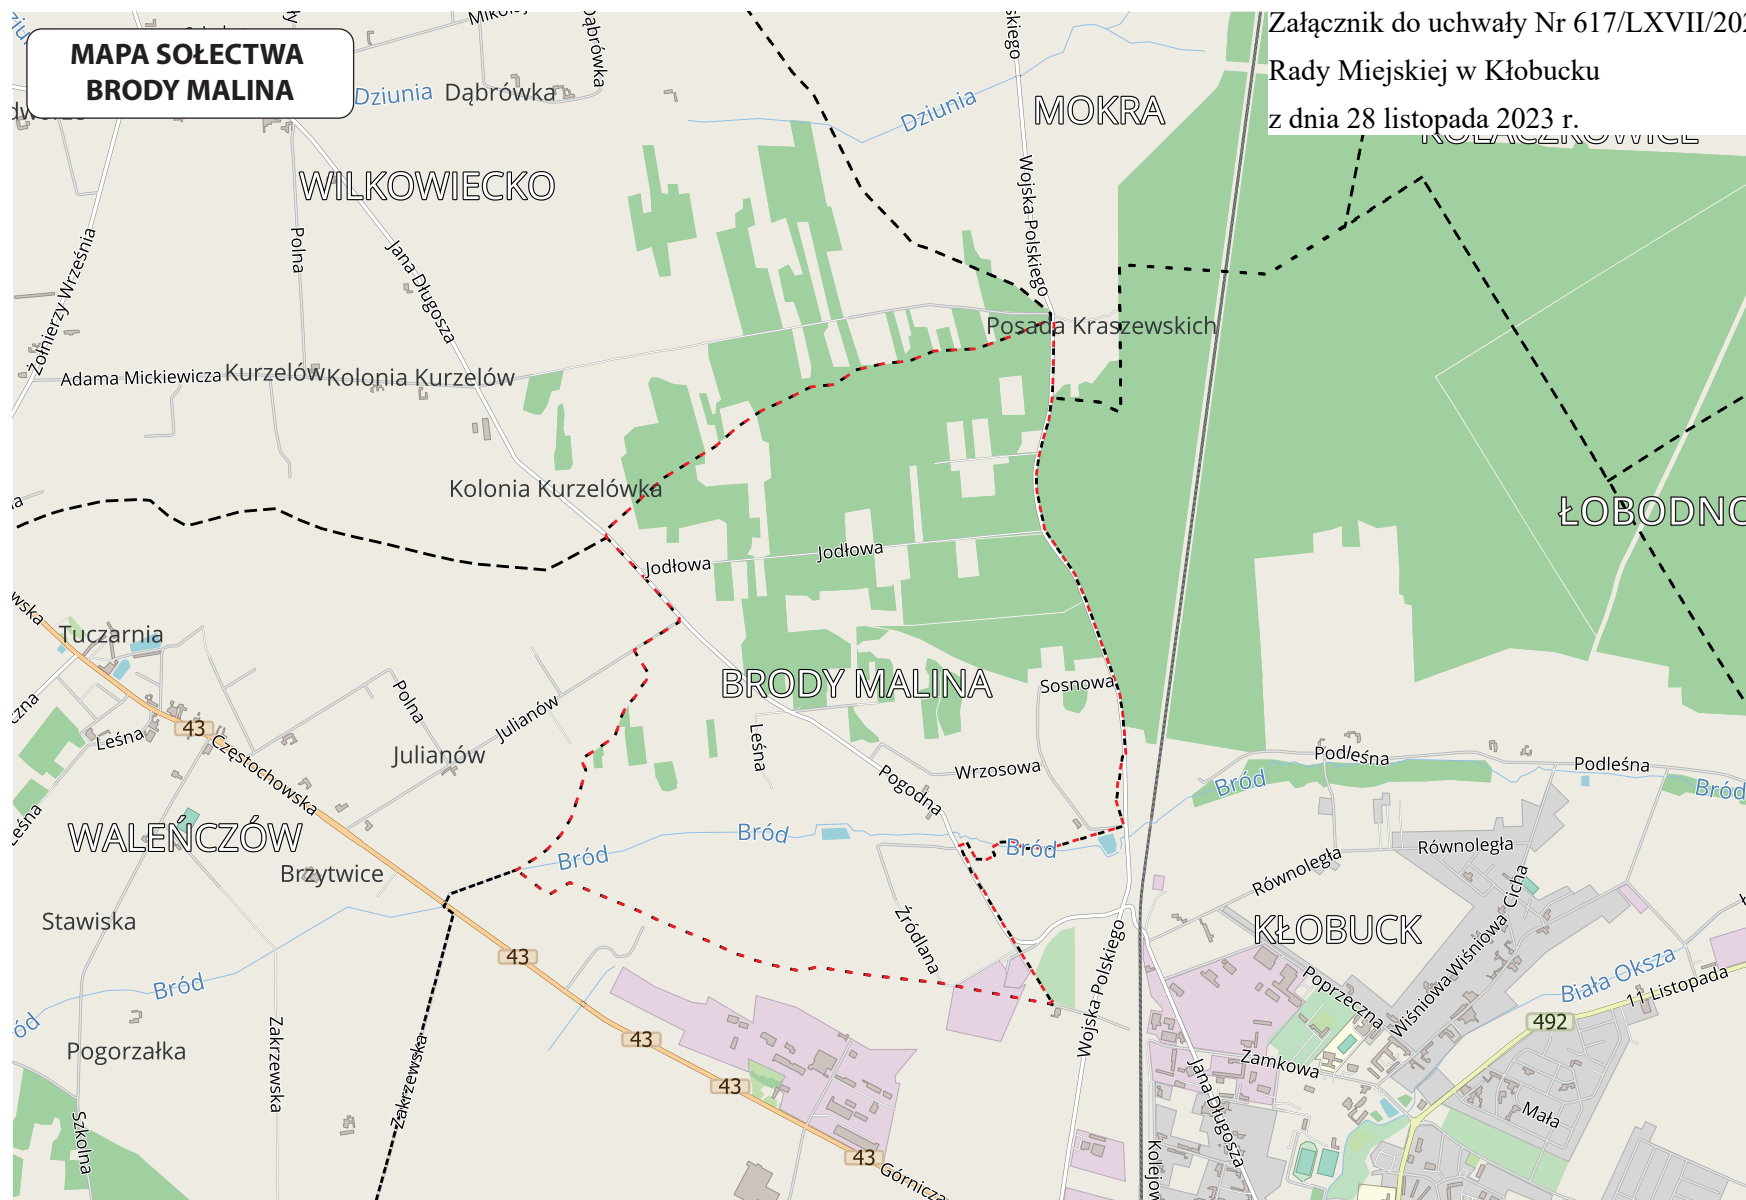 MAPA SOŁECTWA
BRODY MALINA
Załącznik do uchwały Nr 617/LXVII/202
Rady Miejskiej w Kłobucku
z dnia 28 listopada 2023 r.
Dąbrówka
Dziunia
Dąbrówka
Dziunia
MOKRA
KOŁACZKOWICE
WILKOWIECKO
Wojska Polskiego
Polna
Jana Długosza
Żołnierzy Września
Posada Kraszewskich
Adama Mickiewicza
Kurzelów
Kolonia Kurzelów
Kolonia Kurzelówka
ŁOBODNO
Jodłowa
Jodłowa
Tuczarnia
BRODY MALINA
Sosnowa
Polna
Julianów
Leśna
43
Częstochowska
Leśna
Julianów
Wrzosowa
Pogodna
Podleśna
Podleśna
Bród
Bród
Leśna
WALEŃCZÓW
Bród
Bród
Bród
Równoległa
Równoległa
Brzytwice
Stawiska
Źródlana
KŁOBUCK
Wiśniowa
Wiśniowa
Cicha
43
Bród
Wojska Polskiego
Poprzeczna
Biała Oksza
11 Listopada
492
Pogorzałka
Zakrzewska
Zakrzewska
43
43
Zamkowa
Jana Długosza
Mała
Szkolna
43
Górnicza